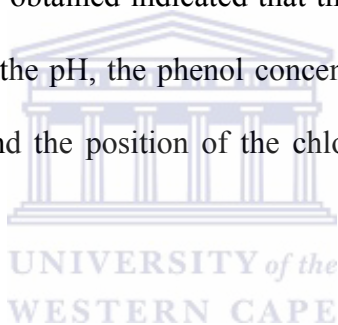 obtained indicated that th
the pH, the phenol concen
nd the position of the chlo
UNIVERSITY of the
WESTERN CAPE